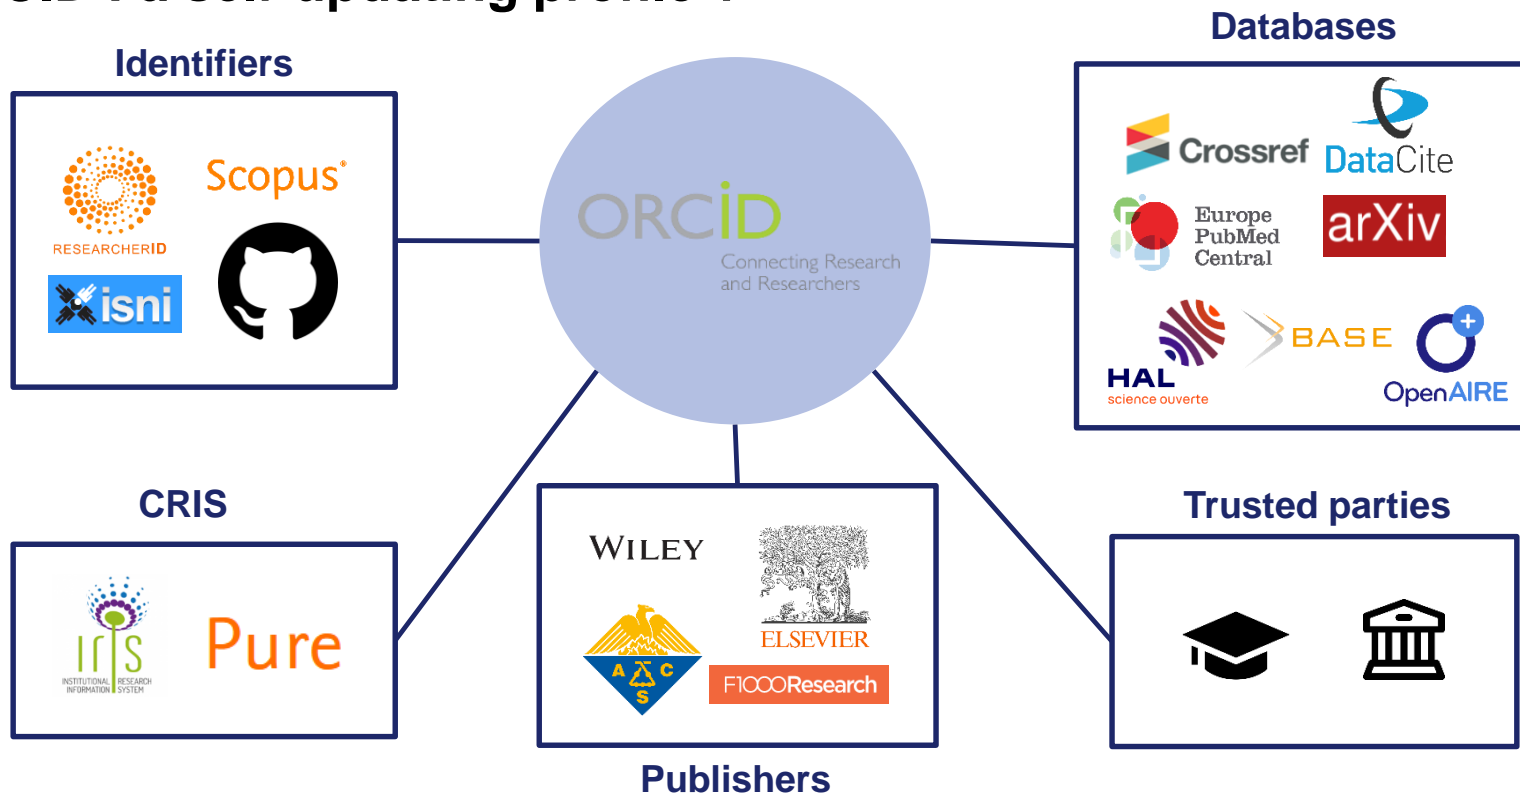 Databases
Identifiers
Scopus®
RESEARCHERID
isni
ORCiD
Connecting Research
and Researchers
Crossref
DataCite
Europe
PubMed
Central
arXiv
HAL
science ouverte
BASE
OpenAIRE
CRIS
IrIS
INSTITUTIONAL RESEARCH
INFORMATION SYSTEM
Pure
WILEY
ELSEVIER
A C
S
F1000Research
Publishers
Trusted parties